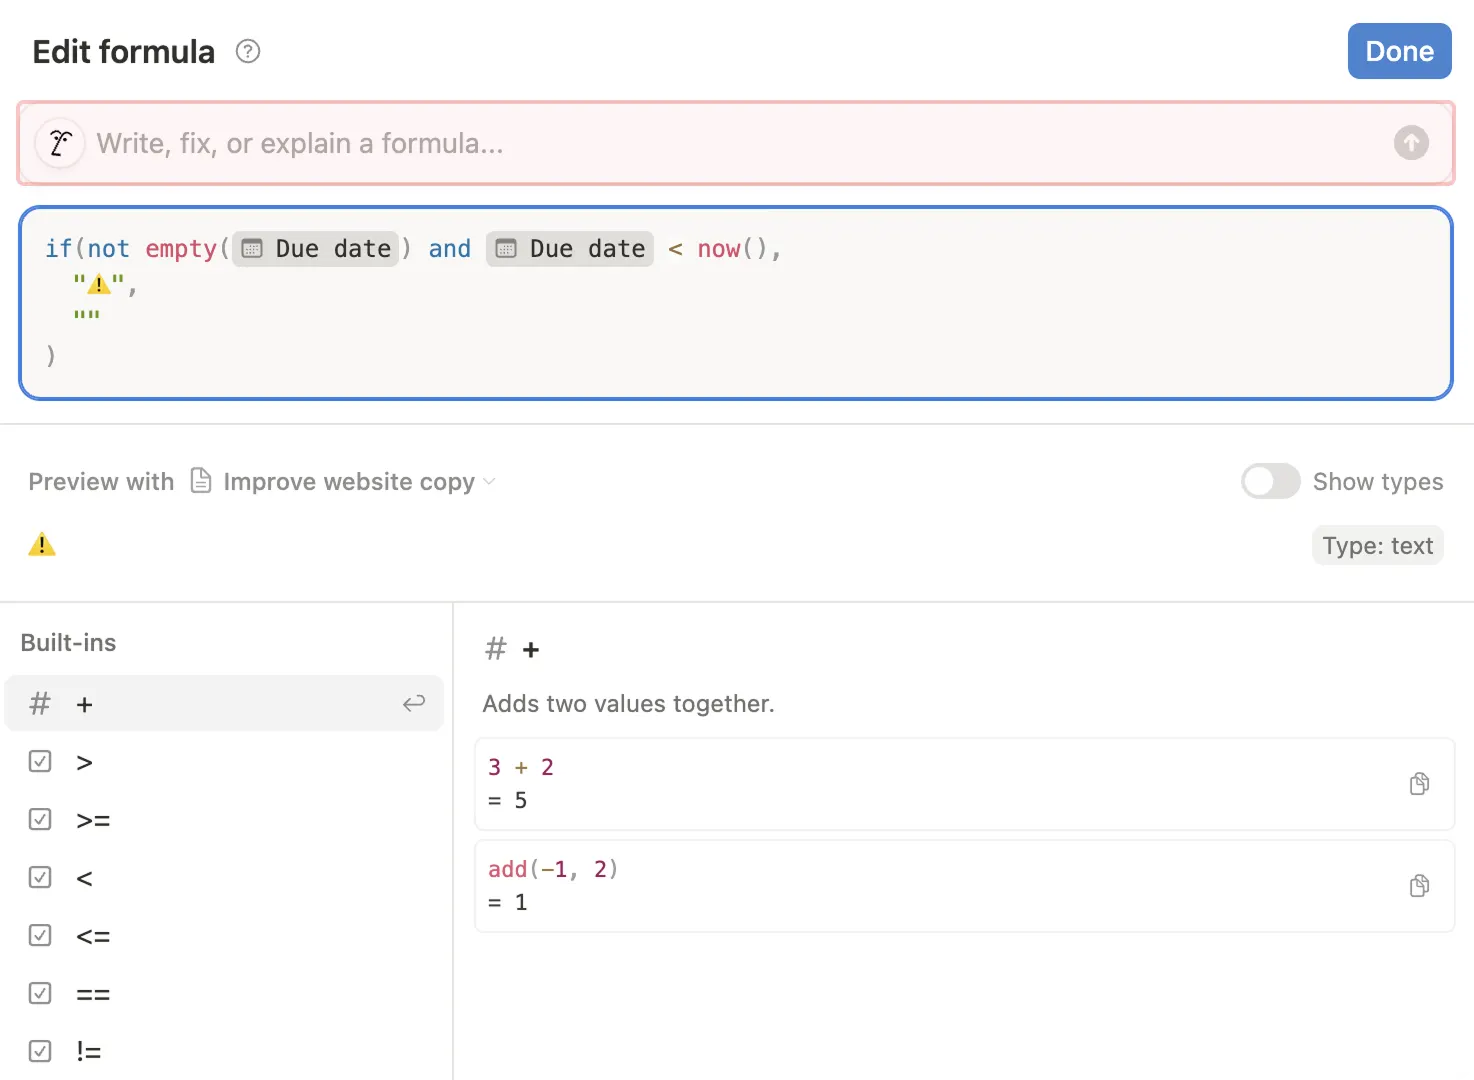 Edit formula ?
Done
Write, fix, or explain a formula...
if(not empty( Due date) and Due date < now(),
"⚠️",
""
)
Preview with Improve website copy
Show types
⚠️
Type: text
Built-ins
# +
>
>=
<
<=
==
!=
# +
Adds two values together.
3 + 2
= 5
add(−1, 2)
= 1